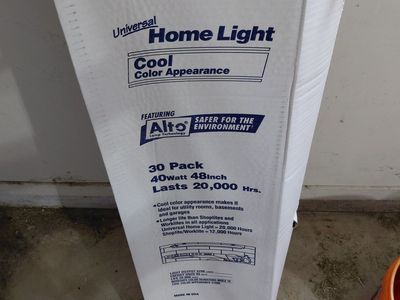 Universal Home Light
Cool
Color Appearance
FEATURING
Alto®
Lamp Technology
SAFER FOR THE
ENVIRONMENT
30 Pack
40Watt 48Inch
Lasts 20,000 Hrs.
• Cool color appearance makes it
ideal for utility rooms, basements
and garages
• Longer life than Shoplites and
Worklites in all applications
Universal Home Light = 20,000 Hours
Shoplite/Worklite = 12,000 Hours
MADE IN USA